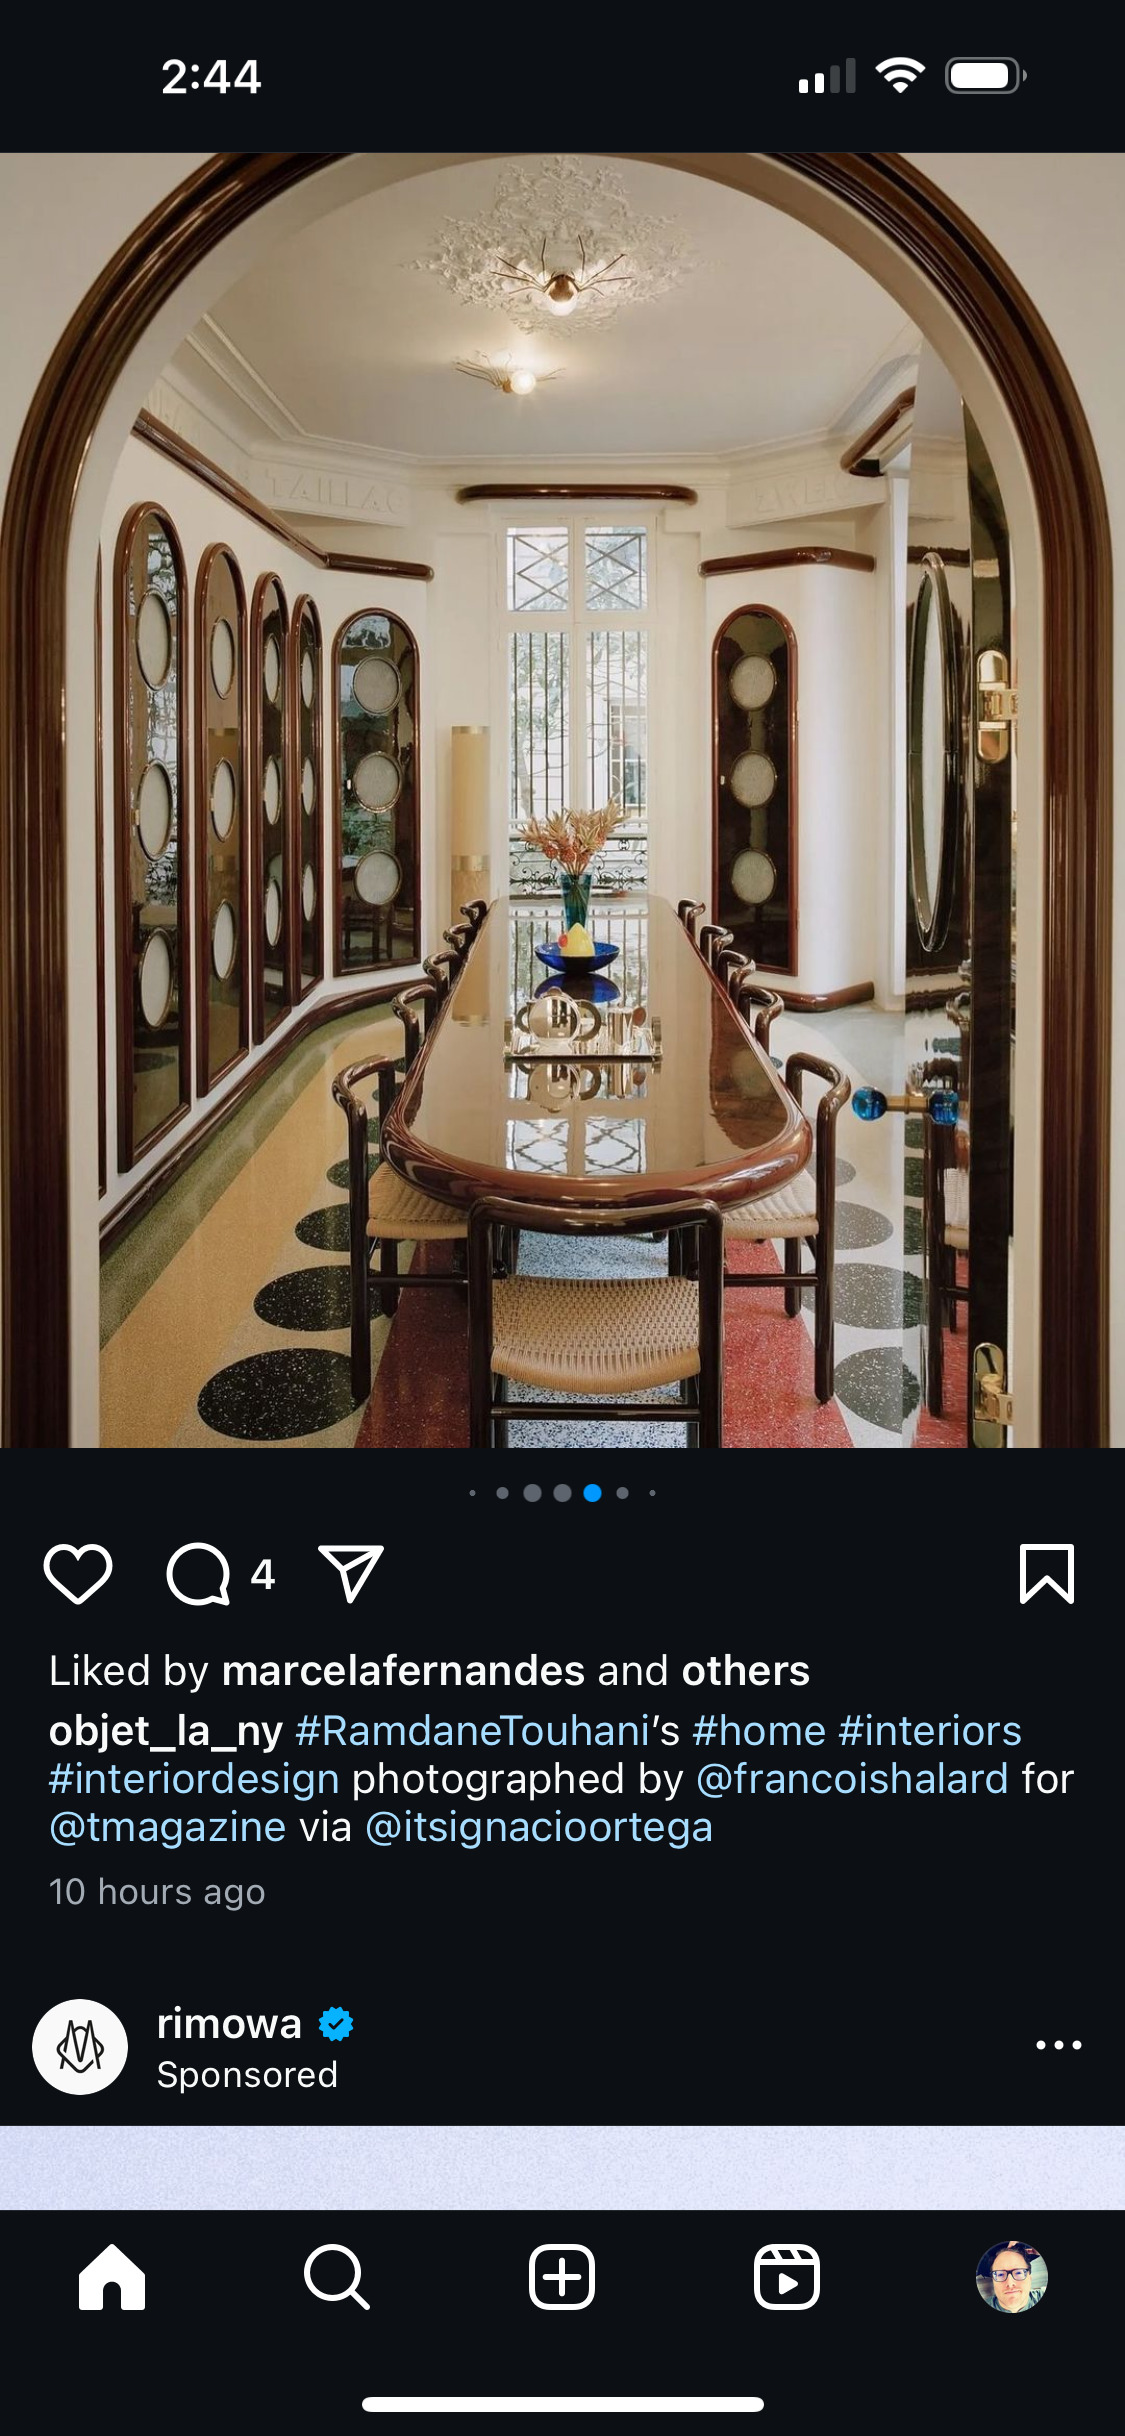 2:44
4
Liked by marcelafernandes and others
objet_la_ny #RamdaneTouhani’s #home #interiors
#interiordesign photographed by @francoishalard for
@tmagazine via @itsignacioortega
10 hours ago
rimowa
Sponsored